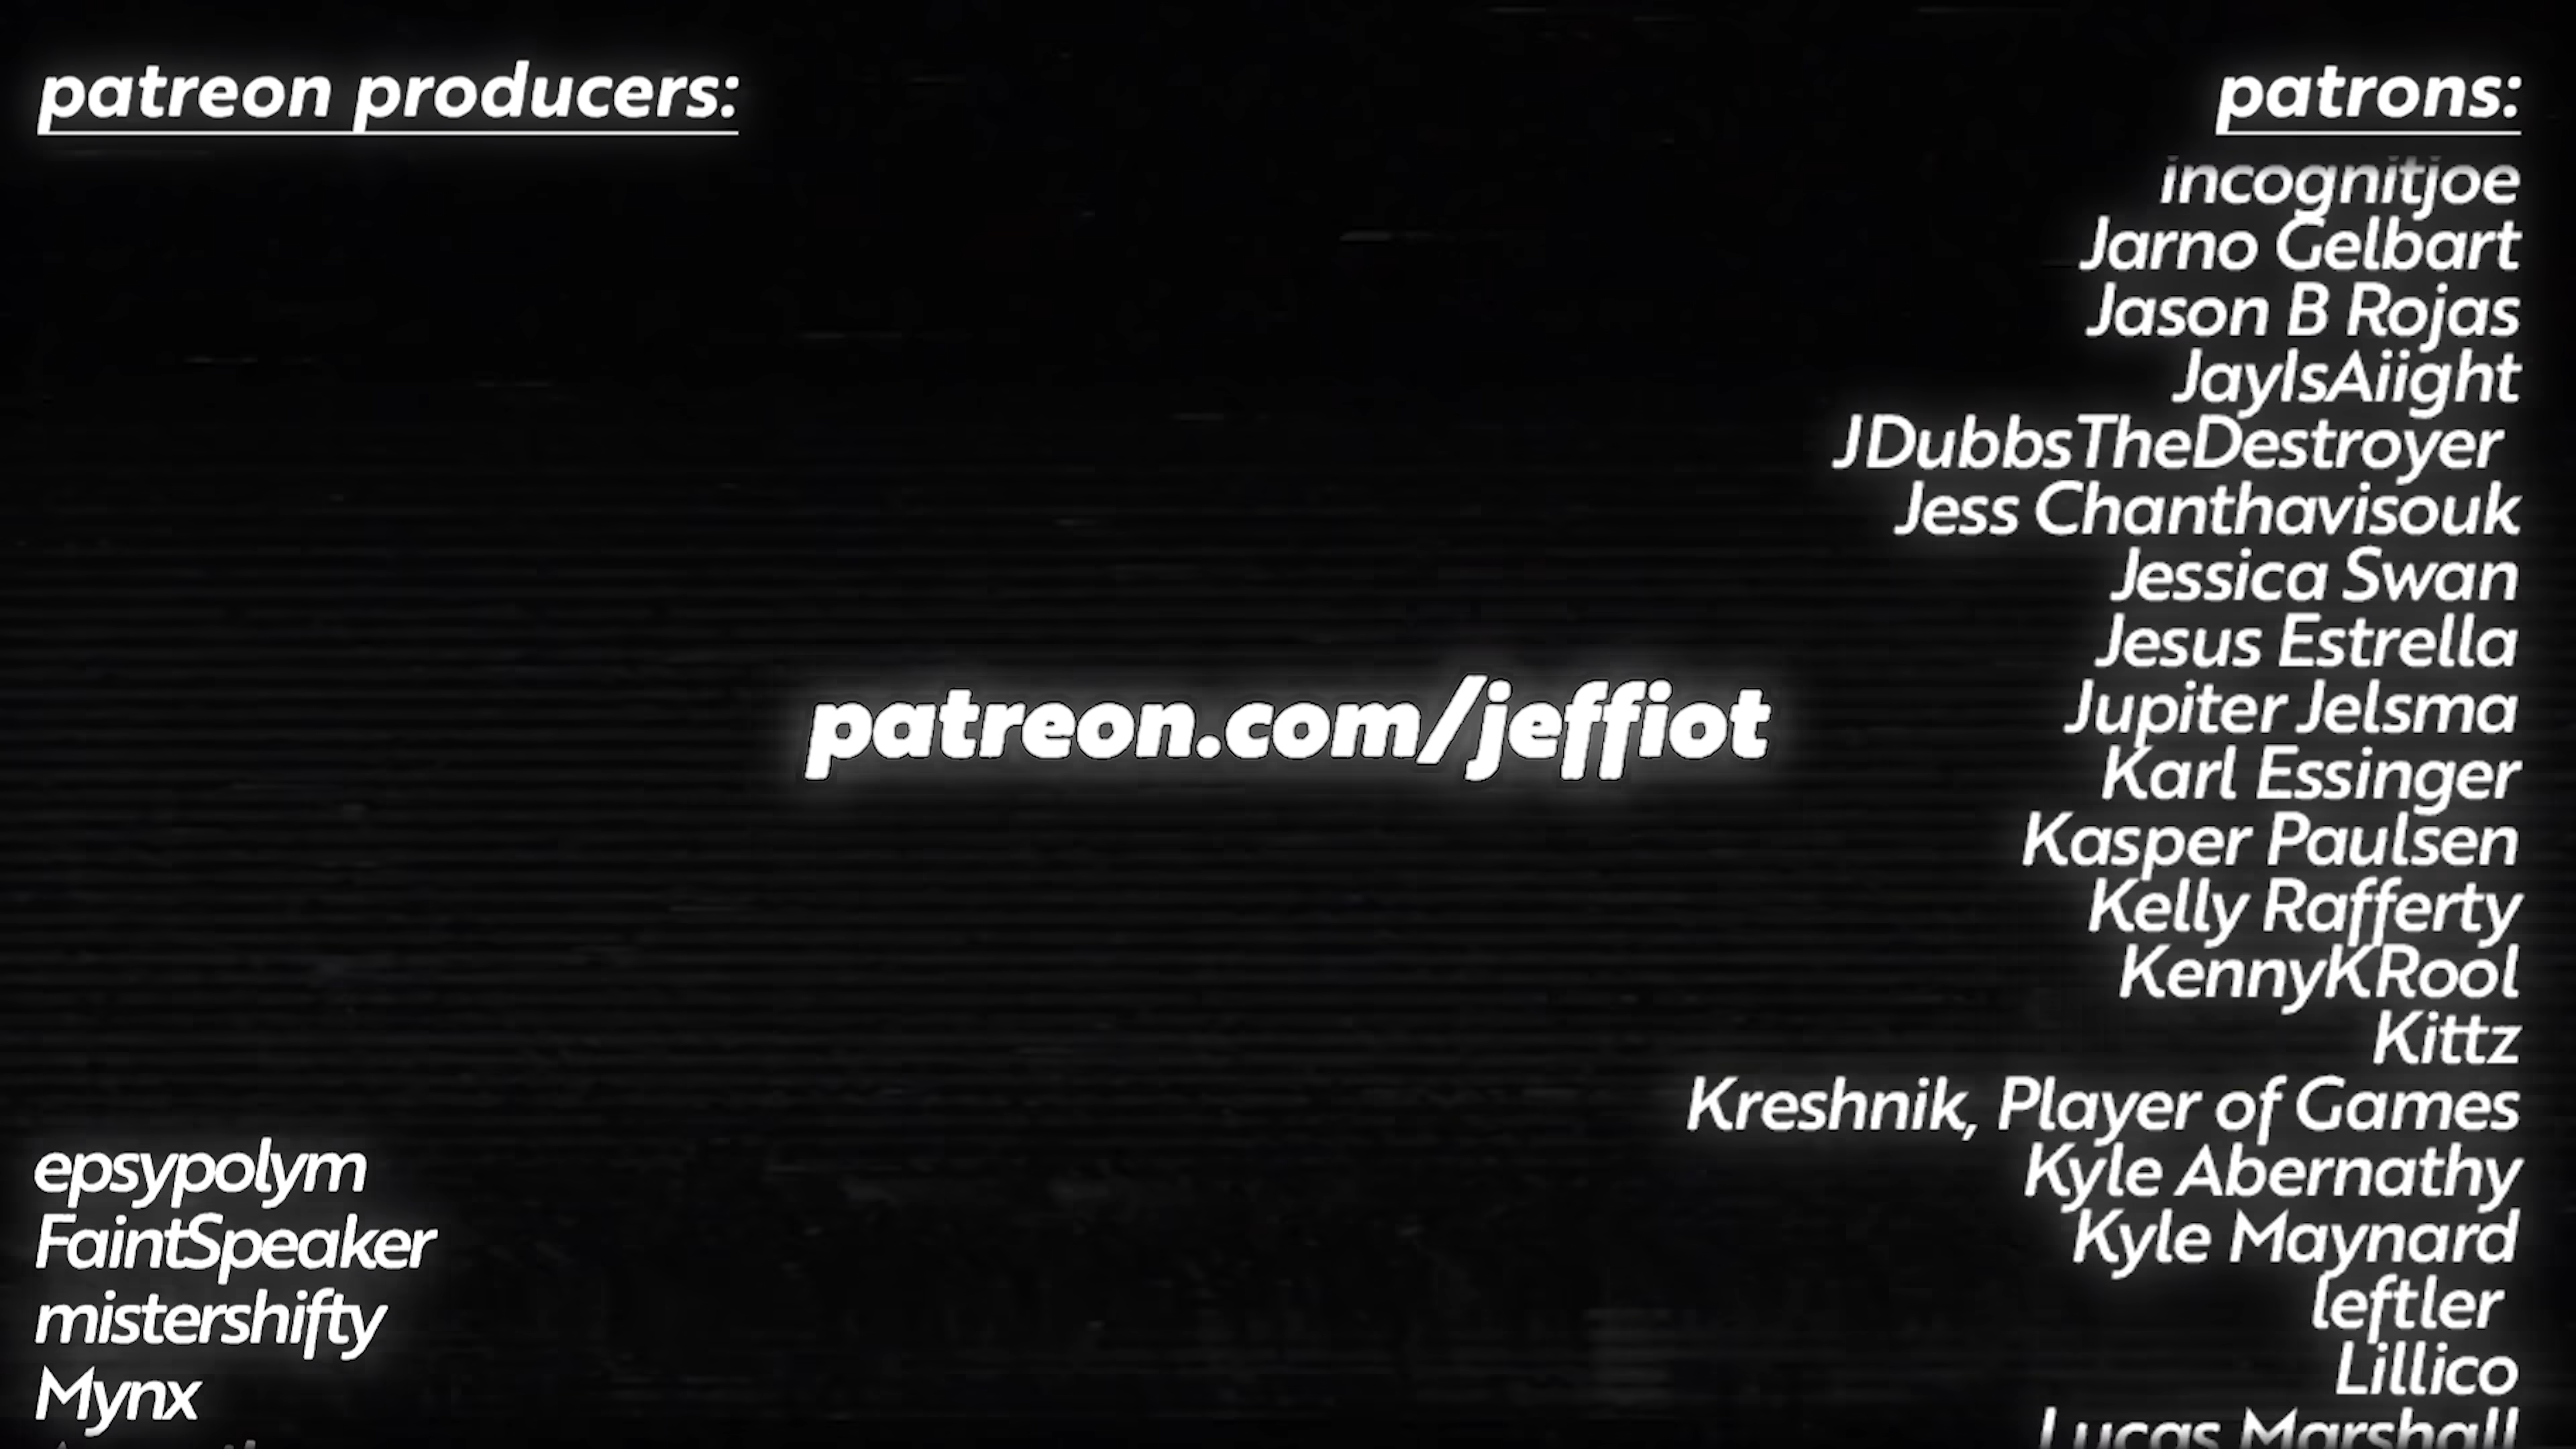 patreon producers:
epsypolym
FaintSpeaker
mistershifty
Mynx
patreon.com/jeffiot
patrons:
incognitjoe
Jarno Gelbart
Jason B Rojas
JayIsAiight
JDubbsTheDestroyer
Jess Chanthavisouk
Jessica Swan
Jesus Estrella
Jupiter Jelsma
Karl Essinger
Kasper Paulsen
Kelly Rafferty
KennyKRool
Kittz
Kreshnik, Player of Games
Kyle Abernathy
Kyle Maynard
leftler
Lillico
Lucas Marshall